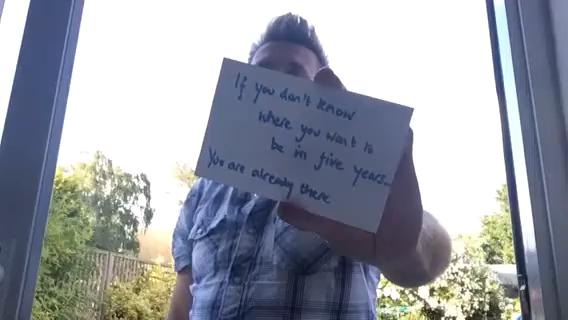 If you don't know
where you want to
be in five years...
You are already there